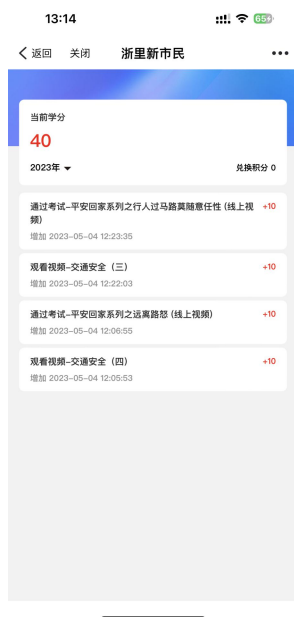 13:14
65
返回 关闭 浙里新市民
当前学分
40
2023年 兑换积分 0
通过考试-平安回家系列之行人过马路莫随意任性 (线上视 +10
频)
增加 2023-05-04 12:23:35
观看视频-交通安全（三） +10
增加 2023-05-04 12:22:03
通过考试-平安回家系列之远离路怒 (线上视频) +10
增加 2023-05-04 12:06:55
观看视频-交通安全（四） +10
增加 2023-05-04 12:05:53